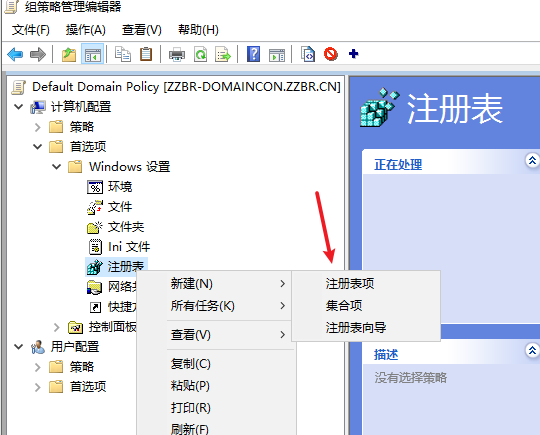 组策略管理编辑器
文件(F) 操作(A) 查看(V) 帮助(H)
Default Domain Policy [ZZBR-DOMAINCON.ZZBR.CN]
计算机配置
策略
首选项
Windows 设置
环境
文件
文件夹
Ini 文件
注册表
网络共
快捷方
控制面板
用户配置
策略
首选项
新建(N)
所有任务(K)
查看(V)
复制(C)
粘贴(P)
打印(R)
刷新(F)
注册表项
集合项
注册表向导
注册表
正在处理
描述
没有选择策略